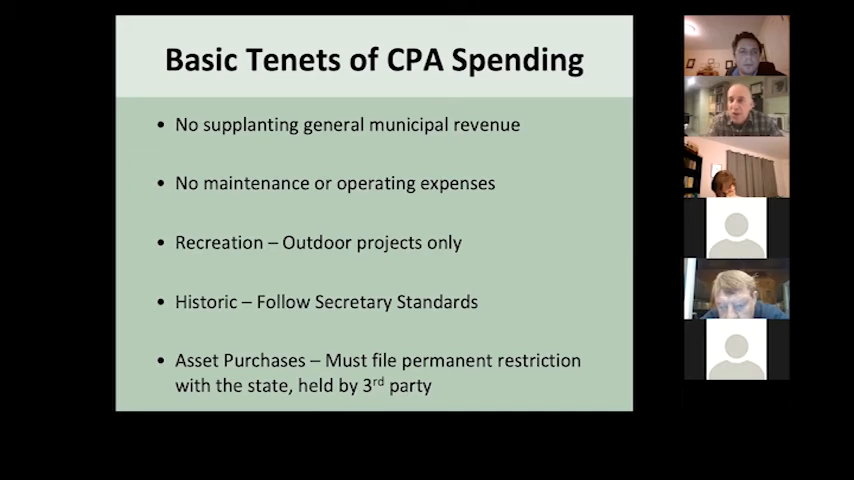 Basic Tenets of CPA Spending
• No supplanting general municipal revenue
• No maintenance or operating expenses
• Recreation – Outdoor projects only
• Historic – Follow Secretary Standards
• Asset Purchases – Must file permanent restriction
with the state, held by 3rd party